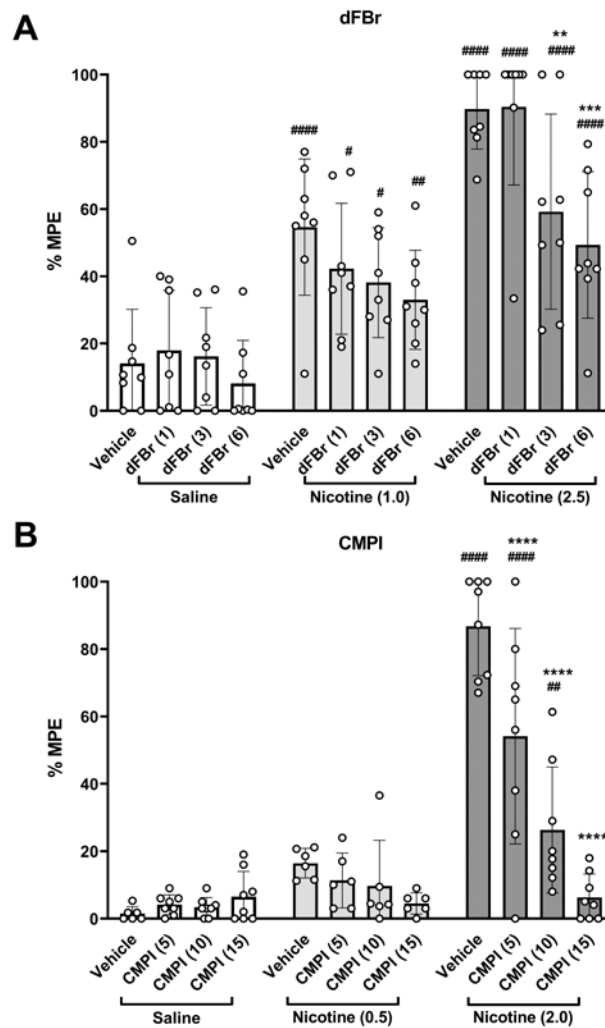 A
dFBr
**
#### #### ####
***
####
####
# # ##
100
80
60
40
20
0
% MPE
Vehicle dFBr (1) dFBr (3) dFBr (6) Vehicle dFBr (1) dFBr (3) dFBr (6) Vehicle dFBr (1) dFBr (3) dFBr (6)
Saline Nicotine (1.0) Nicotine (2.5)
B
CMPI
****
#### ####
****
##
****
100
80
60
40
20
0
% MPE
Vehicle CMPI (5) CMPI (10) CMPI (15) Vehicle CMPI (5) CMPI (10) CMPI (15) Vehicle CMPI (5) CMPI (10) CMPI (15)
Saline Nicotine (0.5) Nicotine (2.0)